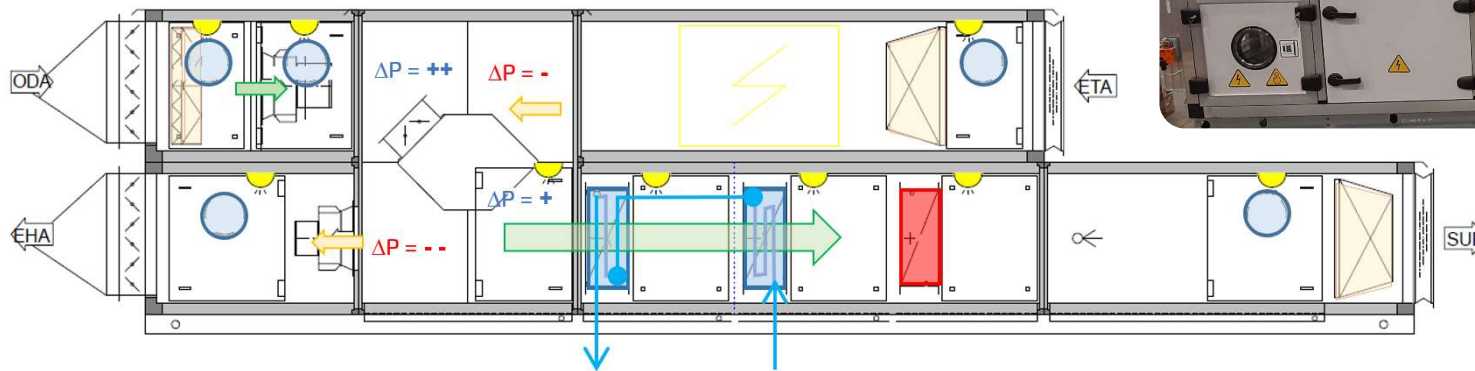 ODA
ΔP = ++
ΔP = -
ETA
EHA
ΔP = +
ΔP = - -
SUP